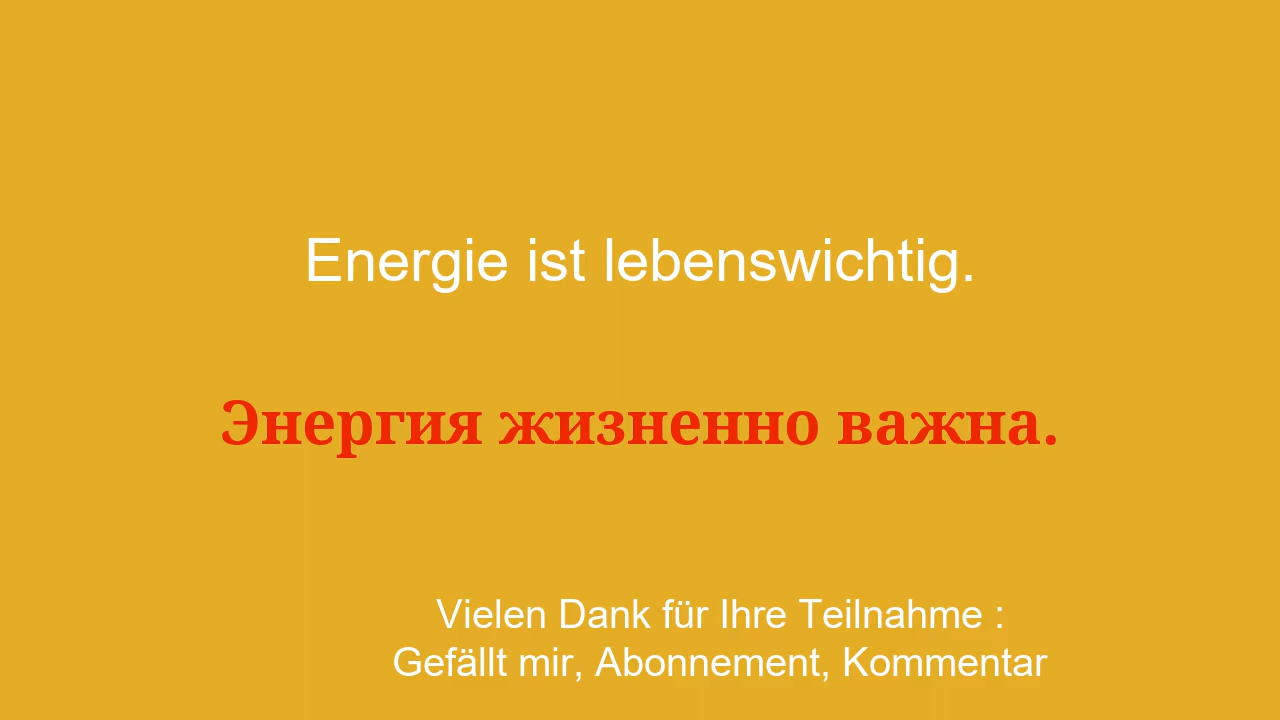 Energie ist lebenswichtig.
Энергия жизненно важна.
Vielen Dank für Ihre Teilnahme :
Gefällt mir, Abonnement, Kommentar